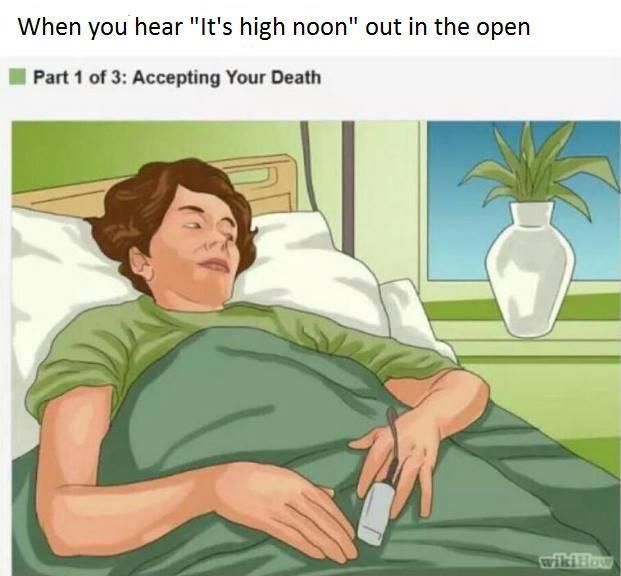 When you hear "It's high noon" out in the open
Part 1 of 3: Accepting Your Death
wikiHow